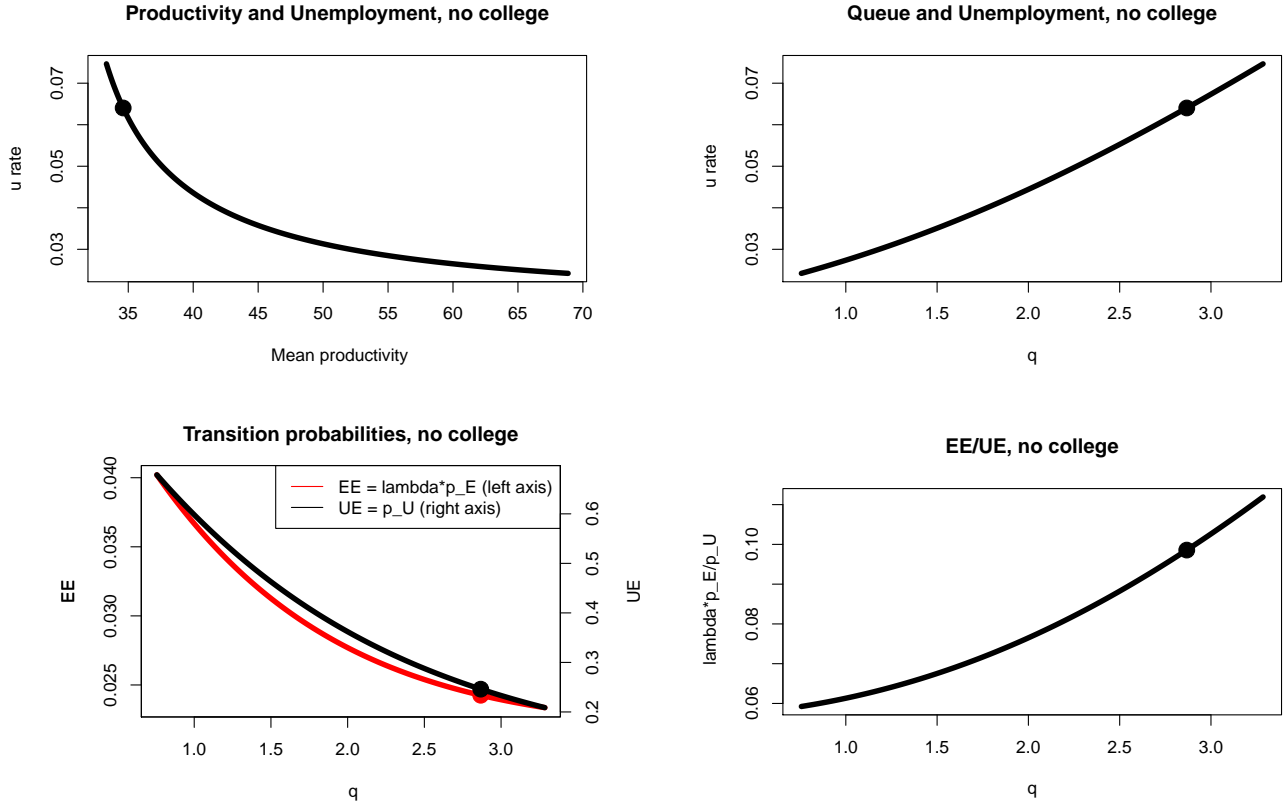 Productivity and Unemployment, no college
u rate
0.03 0.05 0.07
35 40 45 50 55 60 65 70
Mean productivity
Queue and Unemployment, no college
u rate
0.03 0.05 0.07
1.0 1.5 2.0 2.5 3.0
q
Transition probabilities, no college
EE
0.025 0.030 0.035 0.040
EE = lambda*p_E (left axis)
UE = p_U (right axis)
0.2 0.3 0.4 0.5 0.6
UE
1.0 1.5 2.0 2.5 3.0
q
EE/UE, no college
lambda*p_E/p_U
0.06 0.08 0.10
1.0 1.5 2.0 2.5 3.0
q